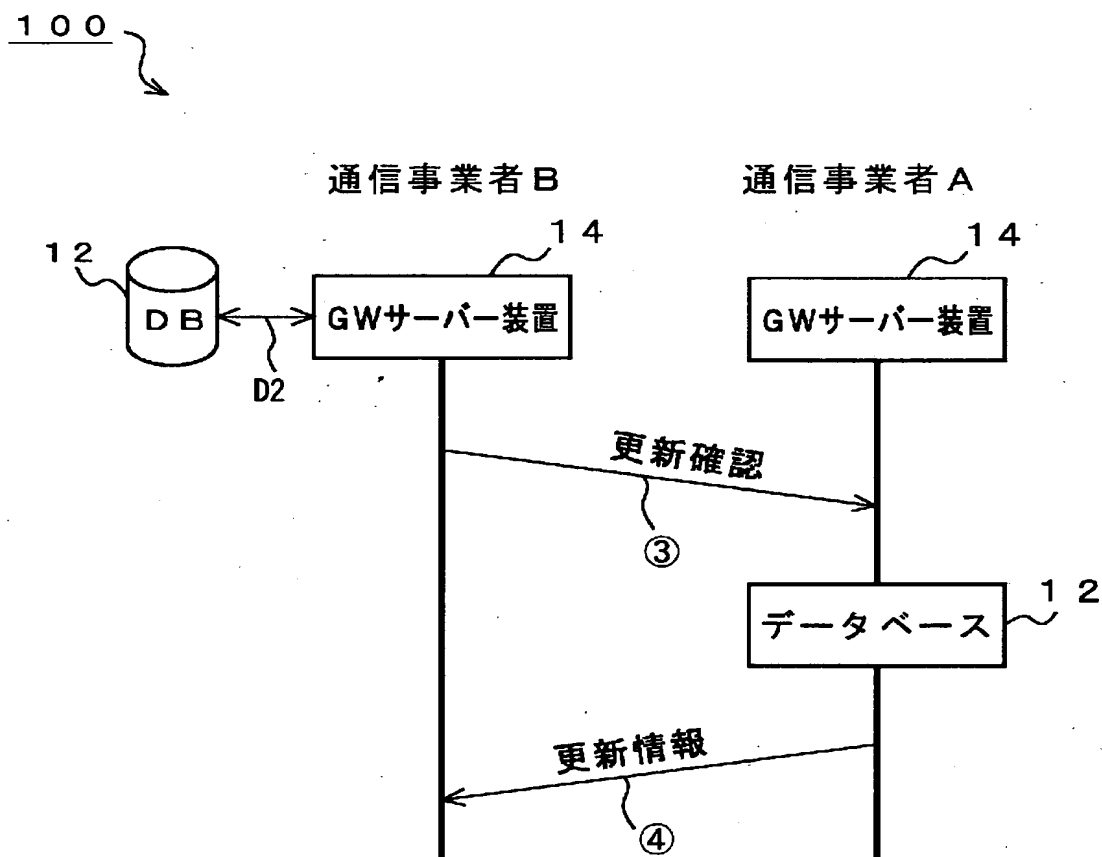 １００
通信事業者Ｂ
通信事業者Ａ
１２
１４
１４
ＤＢ
GWサーバー装置
GWサーバー装置
D2
更新確認
③
１２
データベース
更新情報
④